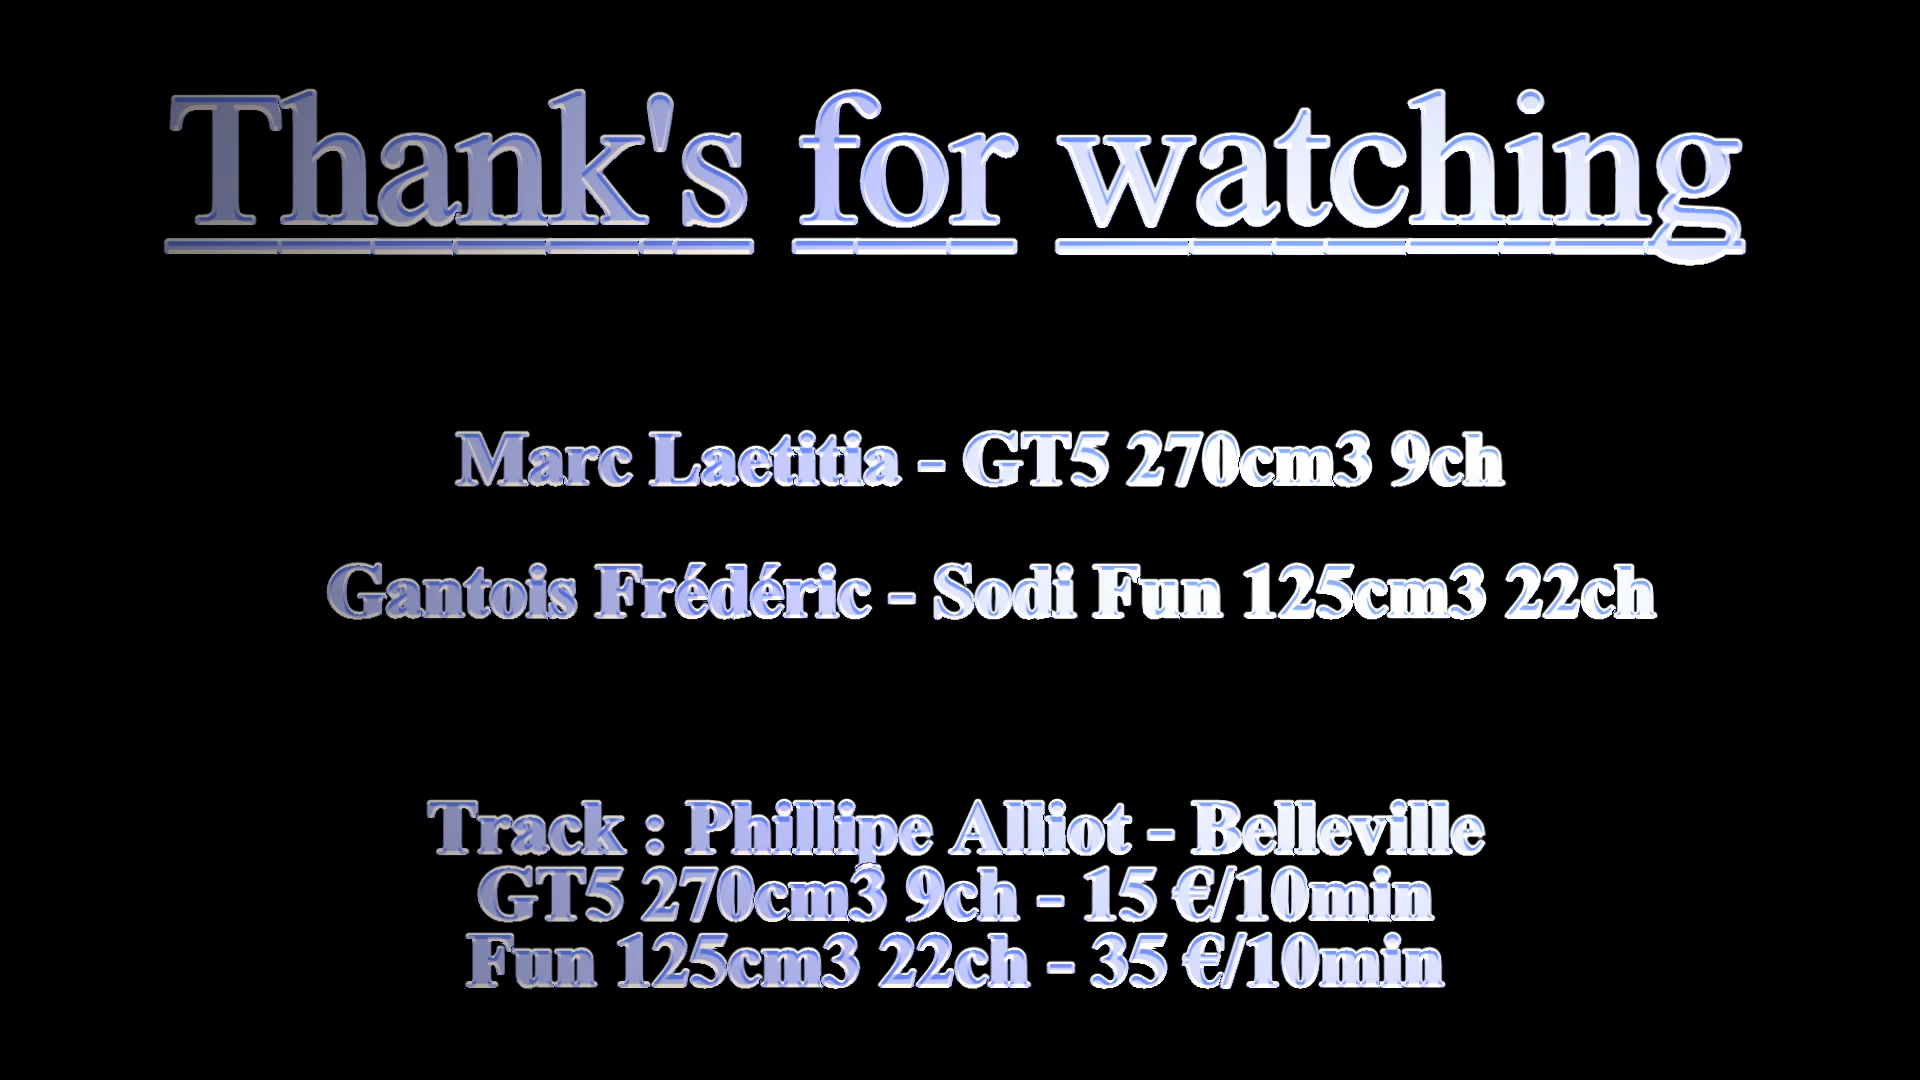 Thank's for watching
Marc Laetitia - GT5 270cm3 9ch
Gantois Frédéric - Sodi Fun 125cm3 22ch
Track : Phillipe Alliot - Belleville
GT5 270cm3 9ch - 15 €/10min
Fun 125cm3 22ch - 35 €/10min